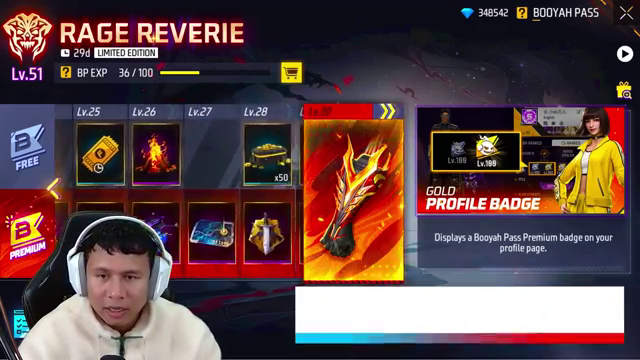 RAGE REVERIE
348542
? BOOYAH PASS
29d LIMITED EDITION
Lv.51
? BP EXP 36 / 100
Lv.25
Lv.26
Lv.27
Lv.28
x50
FREE
PREMIUM
Lv.100
Lv.100
GOLD
PROFILE BADGE
Displays a Booyah Pass Premium badge on your
profile page.